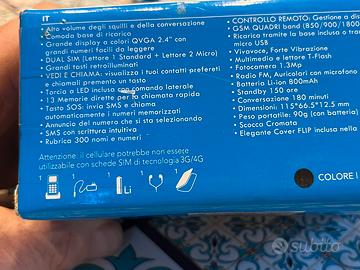 IT
• Alto volume degli squilli e della conversazione
• Comoda base di ricarica
• Grande display a colori QVGA 2.4" con
grandi numeri facili da leggere
• DUAL SIM (Lettore 1 Standard + Lettore 2 Micro)
• Grandi tasti retroilluminati
• VEDI E CHIAMA: visualizza i tuoi contatti preferiti
e chiamali premendo un tasto
• Torcia a LED inclusa con comando laterale
• 13 Memorie dirette per la chiamata rapida
• Tasto SOS: invia SMS e chiama
automaticamente i numeri memorizzati
• Annuncio del numero che si sta selezionando
• SMS con scrittura intuitiva
• Rubrica 300 nomi e numeri
Attenzione: il cellulare potrebbe non essere
utilizzabile con schede SIM di tecnologia 3G/4G
1 1 1 Li 1 1
• CONTROLLO REMOTO: Gestione a di
• GSM QUADRI band (850/900/1800
• Ricarica tramite la base inclusa o tram
micro USB
• Vivavoce, Forte Vibrazione
• Multimedia e lettore T-Flash
• Fotocamera 1.3Mp
• Radio FM, Auricolari con microfono
• Batteria Li-Ion 800mAh
• Standby 150 ore
• Conversazione 180 minuti
• Dimensioni: 115*66.5*12.5 mm
• Peso portatile: 90g (con batteria)
• Scocca Cromata
• Elegante Cover FLIP inclusa nella
COLORE
subito